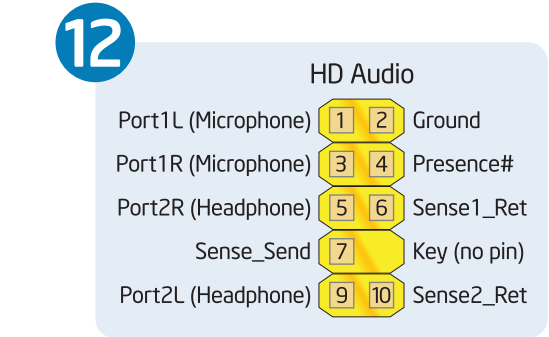 12
HD Audio
Port1L (Microphone) 1 2 Ground
Port1R (Microphone) 3 4 Presence#
Port2R (Headphone) 5 6 Sense1_Ret
Sense_Send 7 Key (no pin)
Port2L (Headphone) 9 10 Sense2_Ret